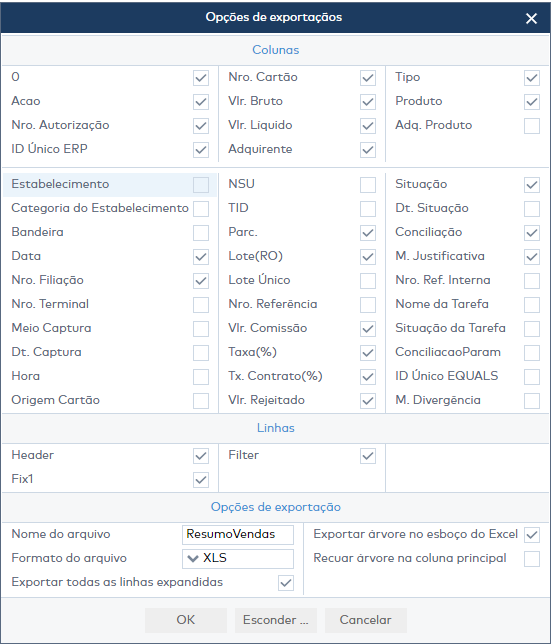 Opções de exportaçãos
Colunas
0 Nro. Cartão Tipo
Acao Vlr. Bruto Produto
Nro. Autorização Vlr. Líquido Adq. Produto
ID Único ERP Adquirente
Estabelecimento NSU Situação
Categoria do Estabelecimento TID Dt. Situação
Bandeira Parc. Conciliação
Data Lote(RO) M. Justificativa
Nro. Filiação Lote Único Nro. Ref. Interna
Nro. Terminal Nro. Referência Nome da Tarefa
Meio Captura Vlr. Comissão Situação da Tarefa
Dt. Captura Taxa(%) ConciliacaoParam
Hora Tx. Contrato(%) ID Único EQUALS
Origem Cartão Vlr. Rejeitado M. Divergência
Linhas
Header Filter
Fix1
Opções de exportação
Nome do arquivo ResumoVendas Exportar árvore no esboço do Excel
Formato do arquivo XLS Recuar árvore na coluna principal
Exportar todas as linhas expandidas
OK Esconder ... Cancelar